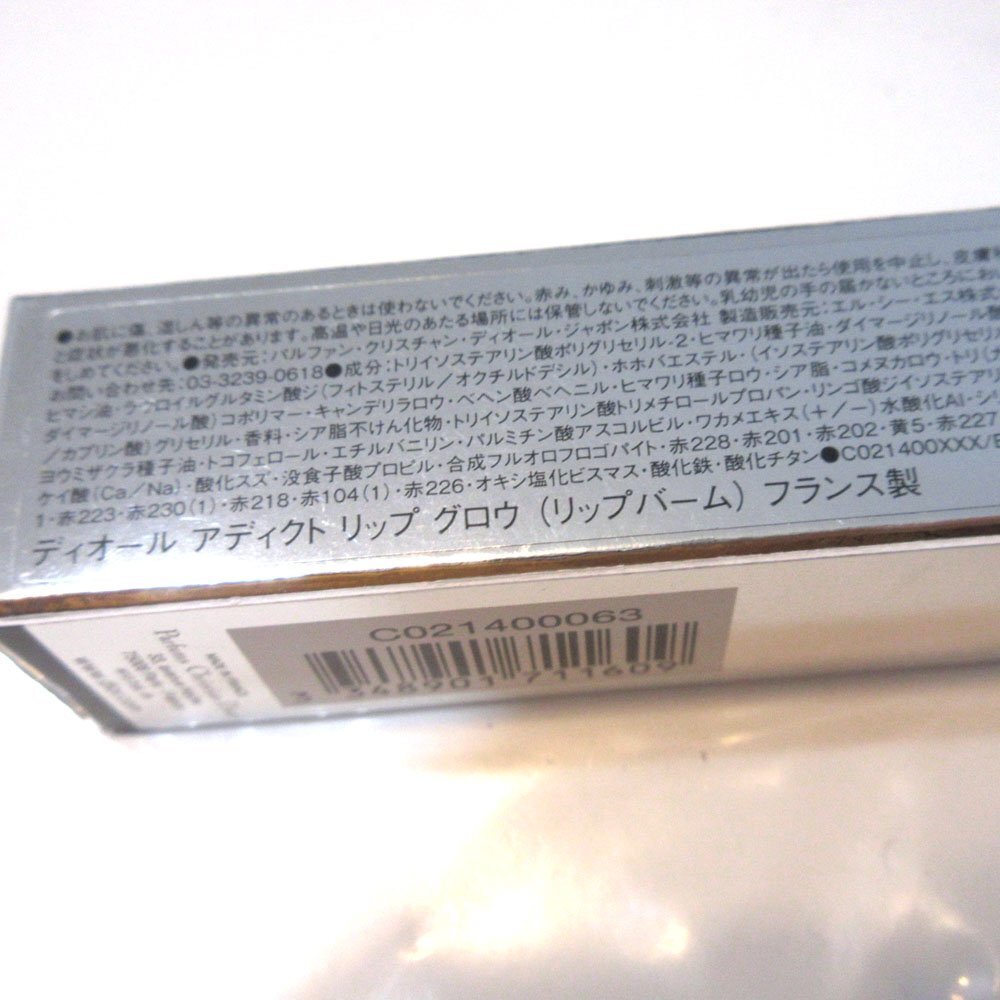 ●お肌に傷、湿しん等の異常のあるときは使わないでください。赤み、かゆみ、刺激等の異常が出たら使用を中止し、皮膚
と症状が悪化することがあります。高温や日光のあたる場所には保管しないでください。乳幼児の手の届かないところにお
をしめてください。●発売元：パルファン・クリスチャン・ディオール・ジャポン株式会社 製造販売元：エル・シー・エス株式
お問い合わせ先：03-3239-0618●成分：トリイソステアリン酸ポリグリセリル-2・ヒマワリ種子油・ダイマージリノール酸
ヒマシ油・ラウロイルグルタミン酸ジ（フィトステリル／オクチルドデシル）・ホホバエステル・（イソステアリン酸ポリグリセリ
ダイマージリノール酸）コポリマー・キャンデリラロウ・ベヘン酸ベヘニル・ヒマワリ種子ロウ・シア脂・コメヌカロウ・トリ（
／カプリン酸）グリセリル・香料・シア脂不けん化物・トリイソステアリン酸トリメチロールプロパン・リンゴ酸ジイソステアリ
ヨウミザクラ種子油・トコフェロール・エチルバニリン・パルミチン酸アスコルビル・ワカメエキス（＋／－）水酸化Al・シリ
ケイ酸（Ca／Na）・酸化スズ・没食子酸プロピル・合成フルオロフロゴパイト・赤228・赤201・赤202・黄5・赤227
1・赤223・赤230（1）・赤218・赤104（1）・赤226・オキシ塩化ビスマス・酸化鉄・酸化チタン●C021400XXX/
ディオール アディクト リップ グロウ（リップバーム）フランス製
C021400063
3 348901 711609
Parfums Christian
MADE IN FRANCE